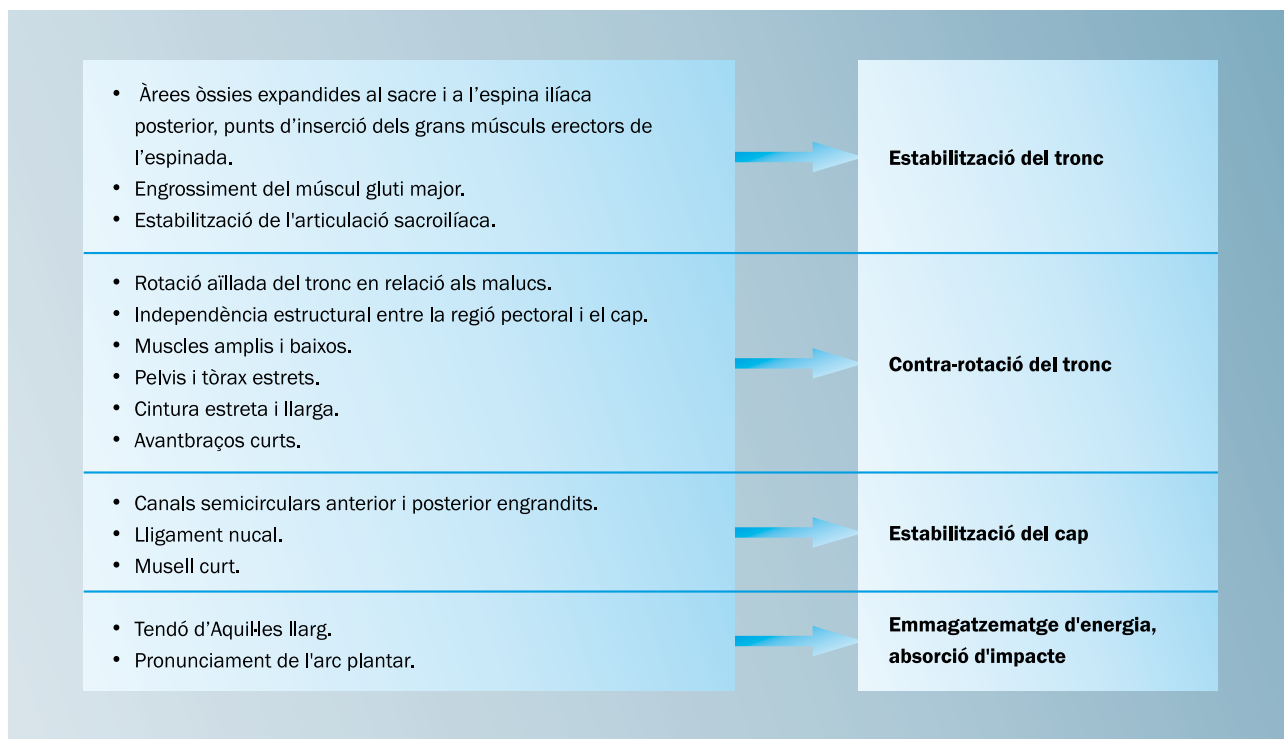 • Àrees òssies expandides al sacre i a l’espina ilíaca
posterior, punts d’inserció dels grans músculs erectors de
l’espinada.
• Engrossiment del múscul gluti major.
• Estabilització de l'articulació sacroilíaca.
Estabilització del tronc
• Rotació aïllada del tronc en relació als malucs.
• Independència estructural entre la regió pectoral i el cap.
• Muscles amplis i baixos.
• Pelvis i tòrax estrets.
• Cintura estreta i llarga.
• Avantbraços curts.
Contra-rotació del tronc
• Canals semicirculars anterior i posterior engrandits.
• Lligament nucal.
• Musell curt.
Estabilització del cap
• Tendó d’Aquil·les llarg.
• Pronunciament de l'arc plantar.
Emmagatzematge d'energia,
absorció d'impacte